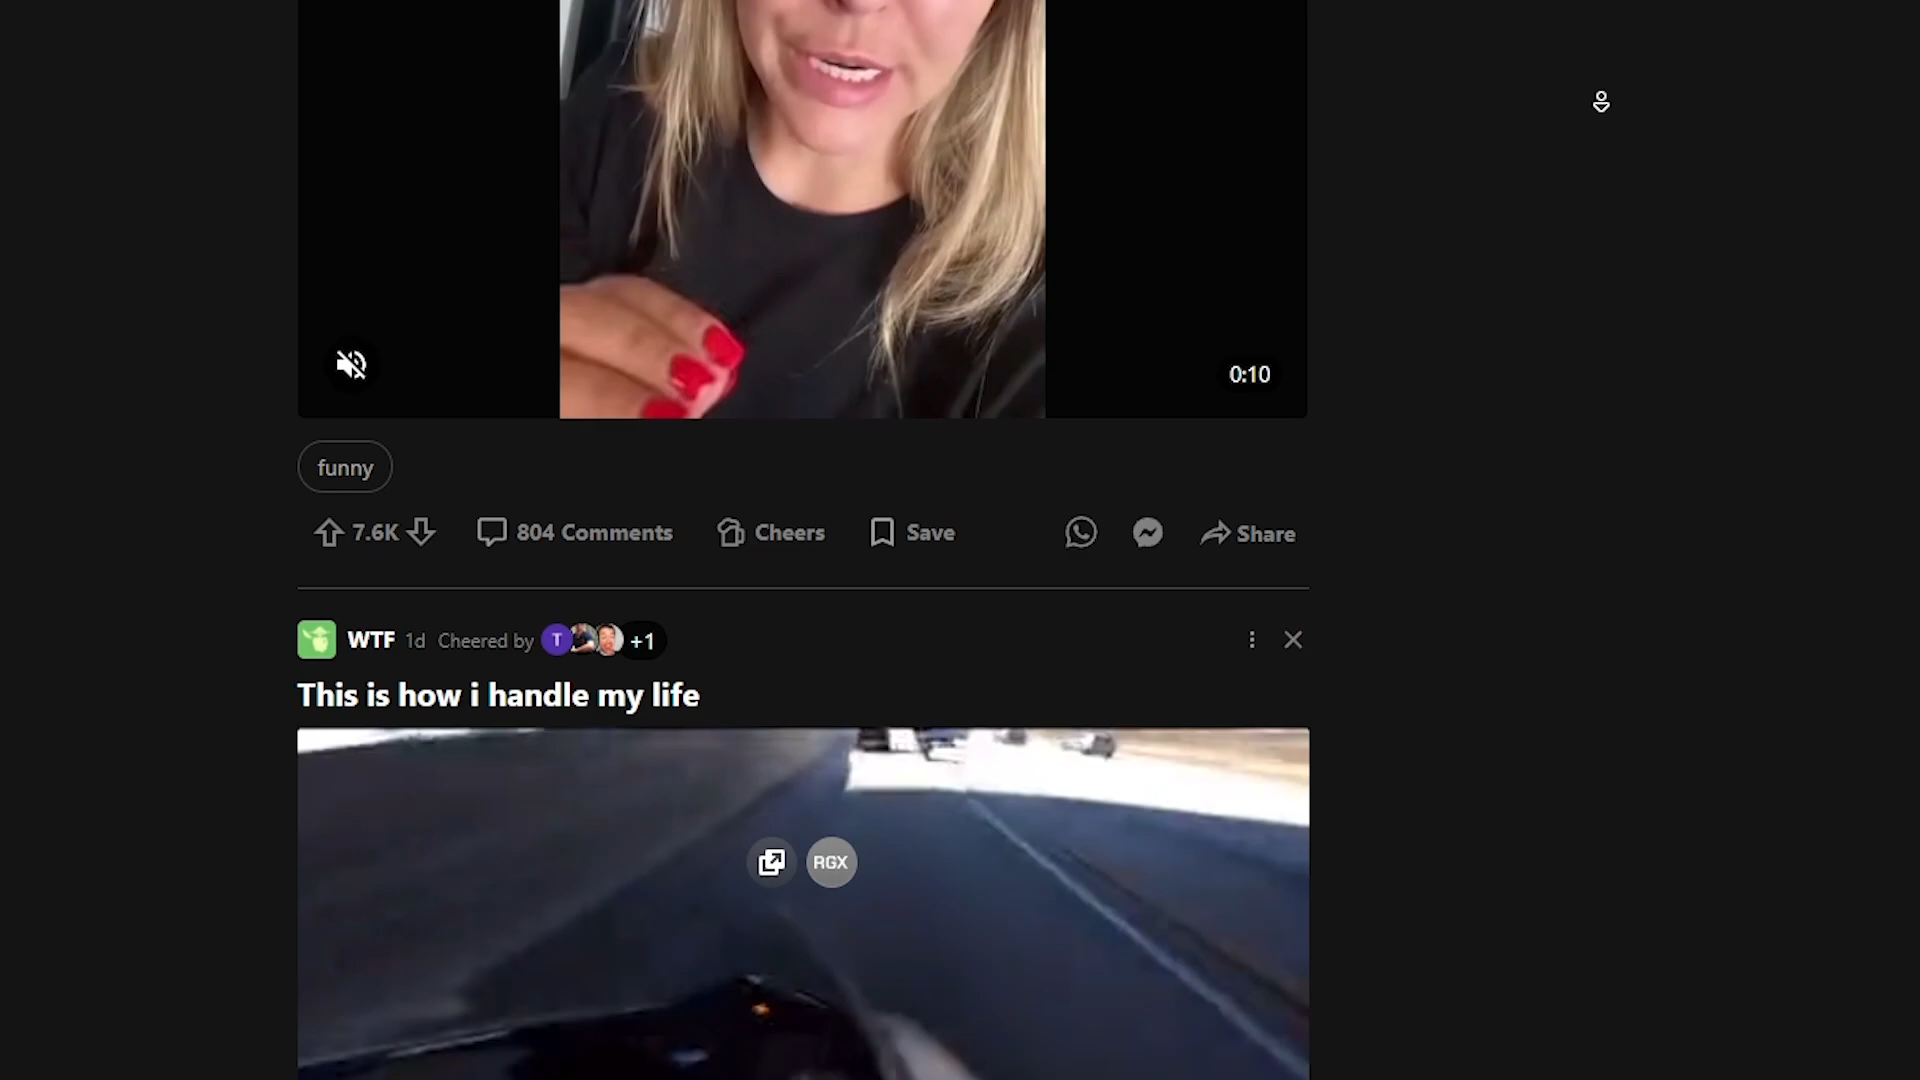 0:10
funny
7.6K 804 Comments Cheers Save Share
WTF 1d Cheered by T +1
This is how i handle my life
RGX